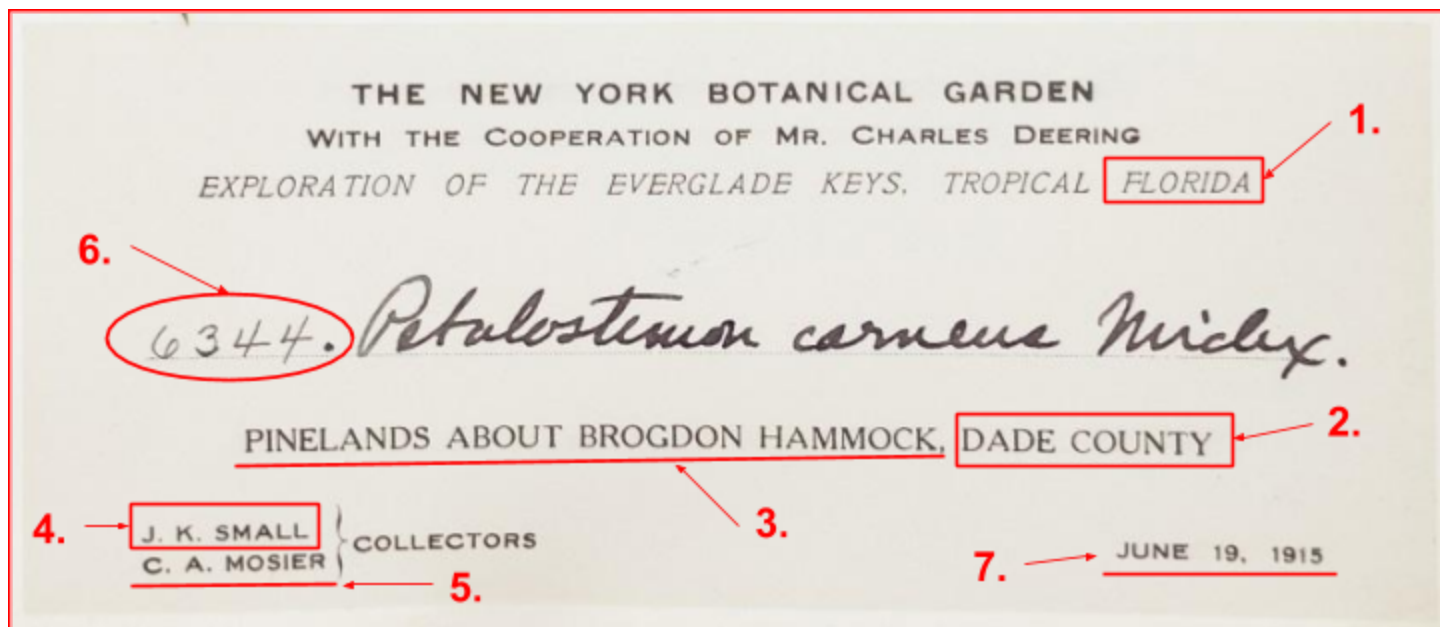 THE NEW YORK BOTANICAL GARDEN
WITH THE COOPERATION OF MR. CHARLES DEERING
EXPLORATION OF THE EVERGLADE KEYS, TROPICAL FLORIDA
1.
6.
6344. Petalostemon carneus Michx.
PINELANDS ABOUT BROGDON HAMMOCK, DADE COUNTY
2.
3.
4.
J. K. SMALL
C. A. MOSIER
COLLECTORS
5.
7.
JUNE 19, 1915